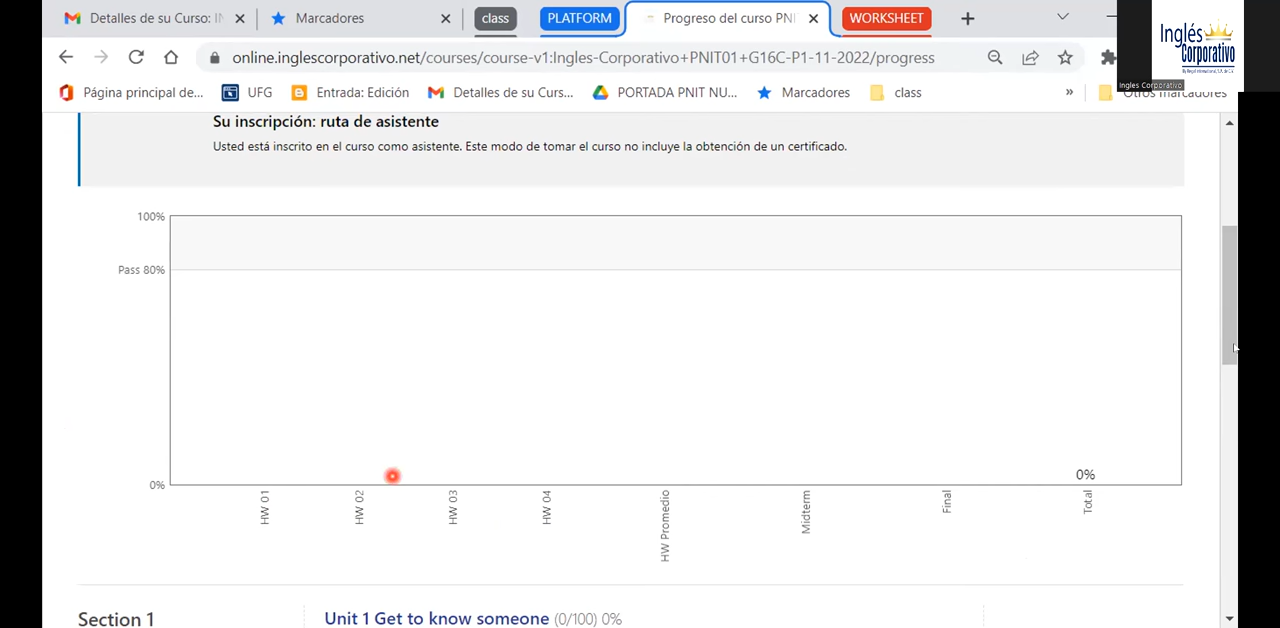 Detalles de su Curso: I
Marcadores
class
PLATFORM
Progreso del curso PNI
WORKSHEET
online.inglescorporativo.net/courses/course-v1:Ingles-Corporativo+PNIT01+G16C-P1-11-2022/progress
Inglés
Corporativo
Ingles Corporativo
Página principal de...
UFG
Entrada: Edición
Detalles de su Curs...
PORTADA PNIT NU...
Marcadores
class
»
Otros marcadores
Su inscripción: ruta de asistente
Usted está inscrito en el curso como asistente. Este modo de tomar el curso no incluye la obtención de un certificado.
100%
Pass 80%
0%
0%
HW 01
HW 02
HW 03
HW 04
HW Promedio
Midterm
Final
Total
Section 1
Unit 1 Get to know someone (0/100) 0%